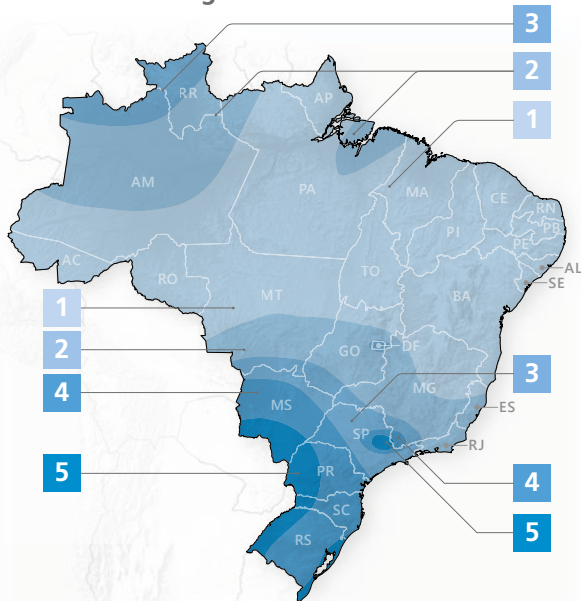 3
2
1
RR
AP
AM
PA
MA
CE
RN
PB
PE
AL
SE
PI
AC
RO
TO
BA
MT
1
2
GO
DF
4
3
MS
MG
ES
SP
RJ
5
PR
4
SC
5
RS